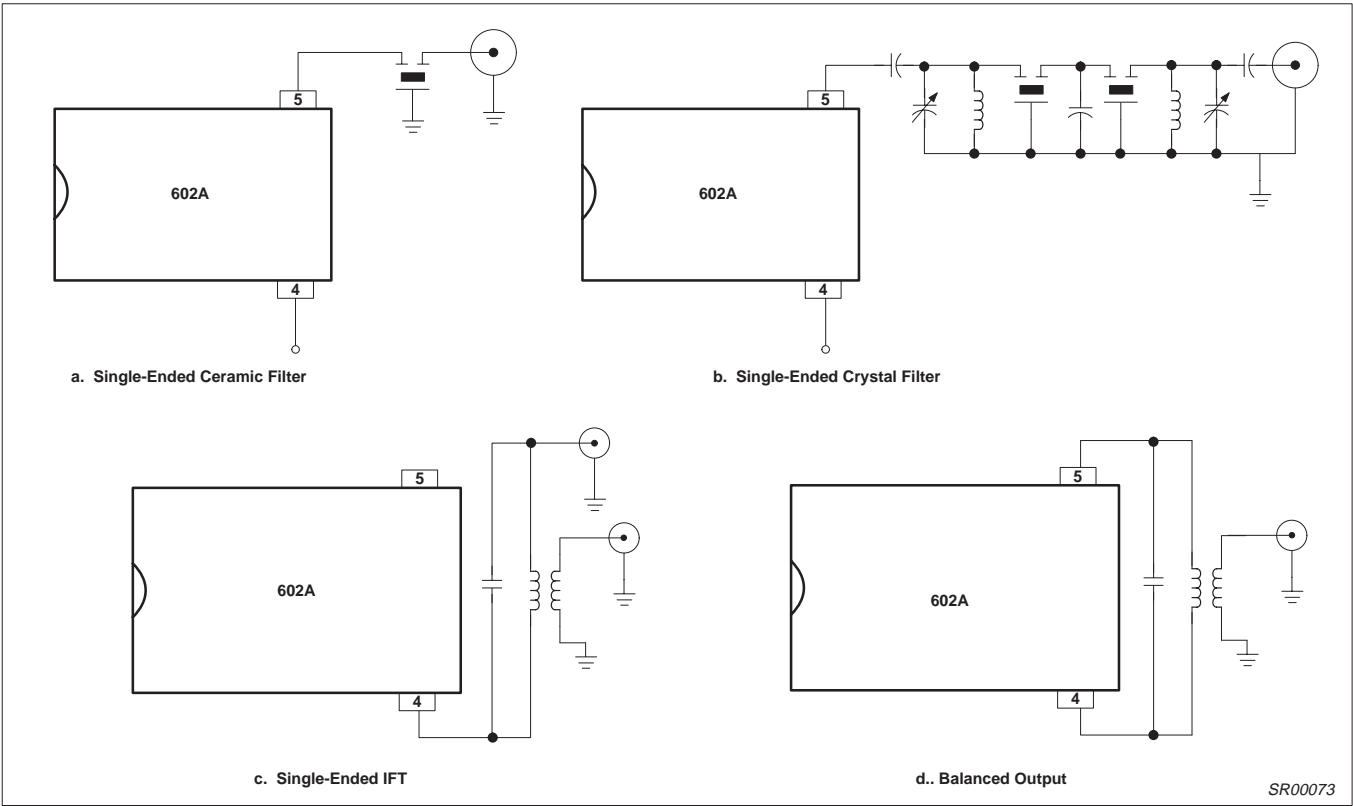 5
602A
4
a. Single-Ended Ceramic Filter
5
602A
4
b. Single-Ended Crystal Filter
5
602A
4
c. Single-Ended IFT
5
602A
4
d.. Balanced Output
SR00073